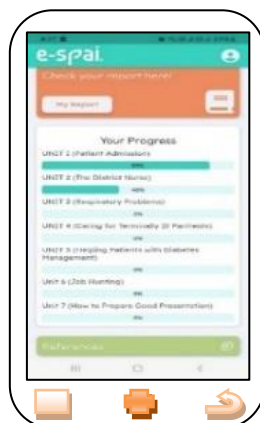 e-spai.
Check your report here!
My Report
Your Progress
UNIT 1 (Patient Admission)
UNIT 2 (The District Nurse)
40%
UNIT 3 (Respiratory Problems)
0%
UNIT 4 (Caring for Terminally Ill Patients)
0%
UNIT 5 (Helping Patients with Diabetes
Management)
0%
Unit 6 (Job Hunting)
0%
Unit 7 (How to Prepare Good Presentation)
0%
References